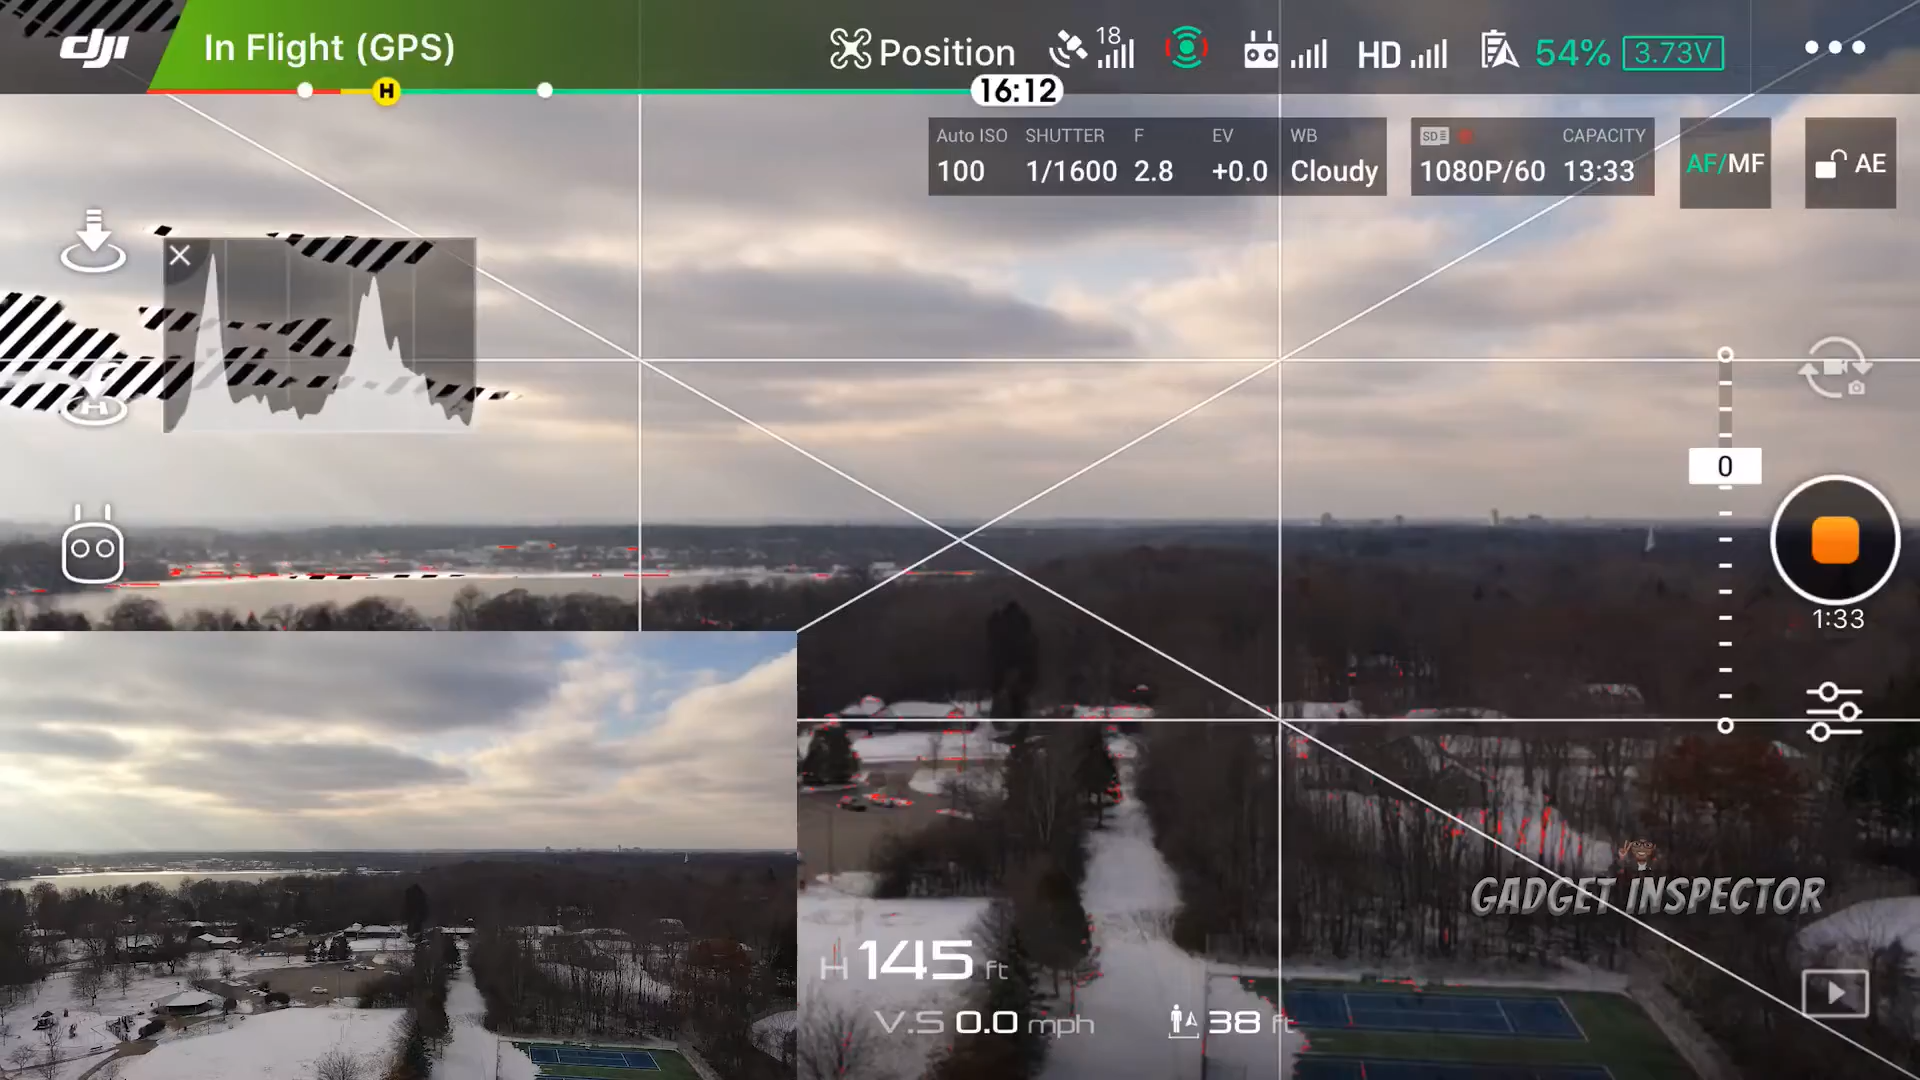 dji In Flight (GPS) Position 18 HD 54% 3.73V
H 16:12
Auto ISO SHUTTER F EV WB SD CAPACITY
100 1/1600 2.8 +0.0 Cloudy 1080P/60 13:33 AF/MF AE
H
0
1:33
GADGET INSPECTOR
H 145 ft
V.S 0.0 mph 38 ft